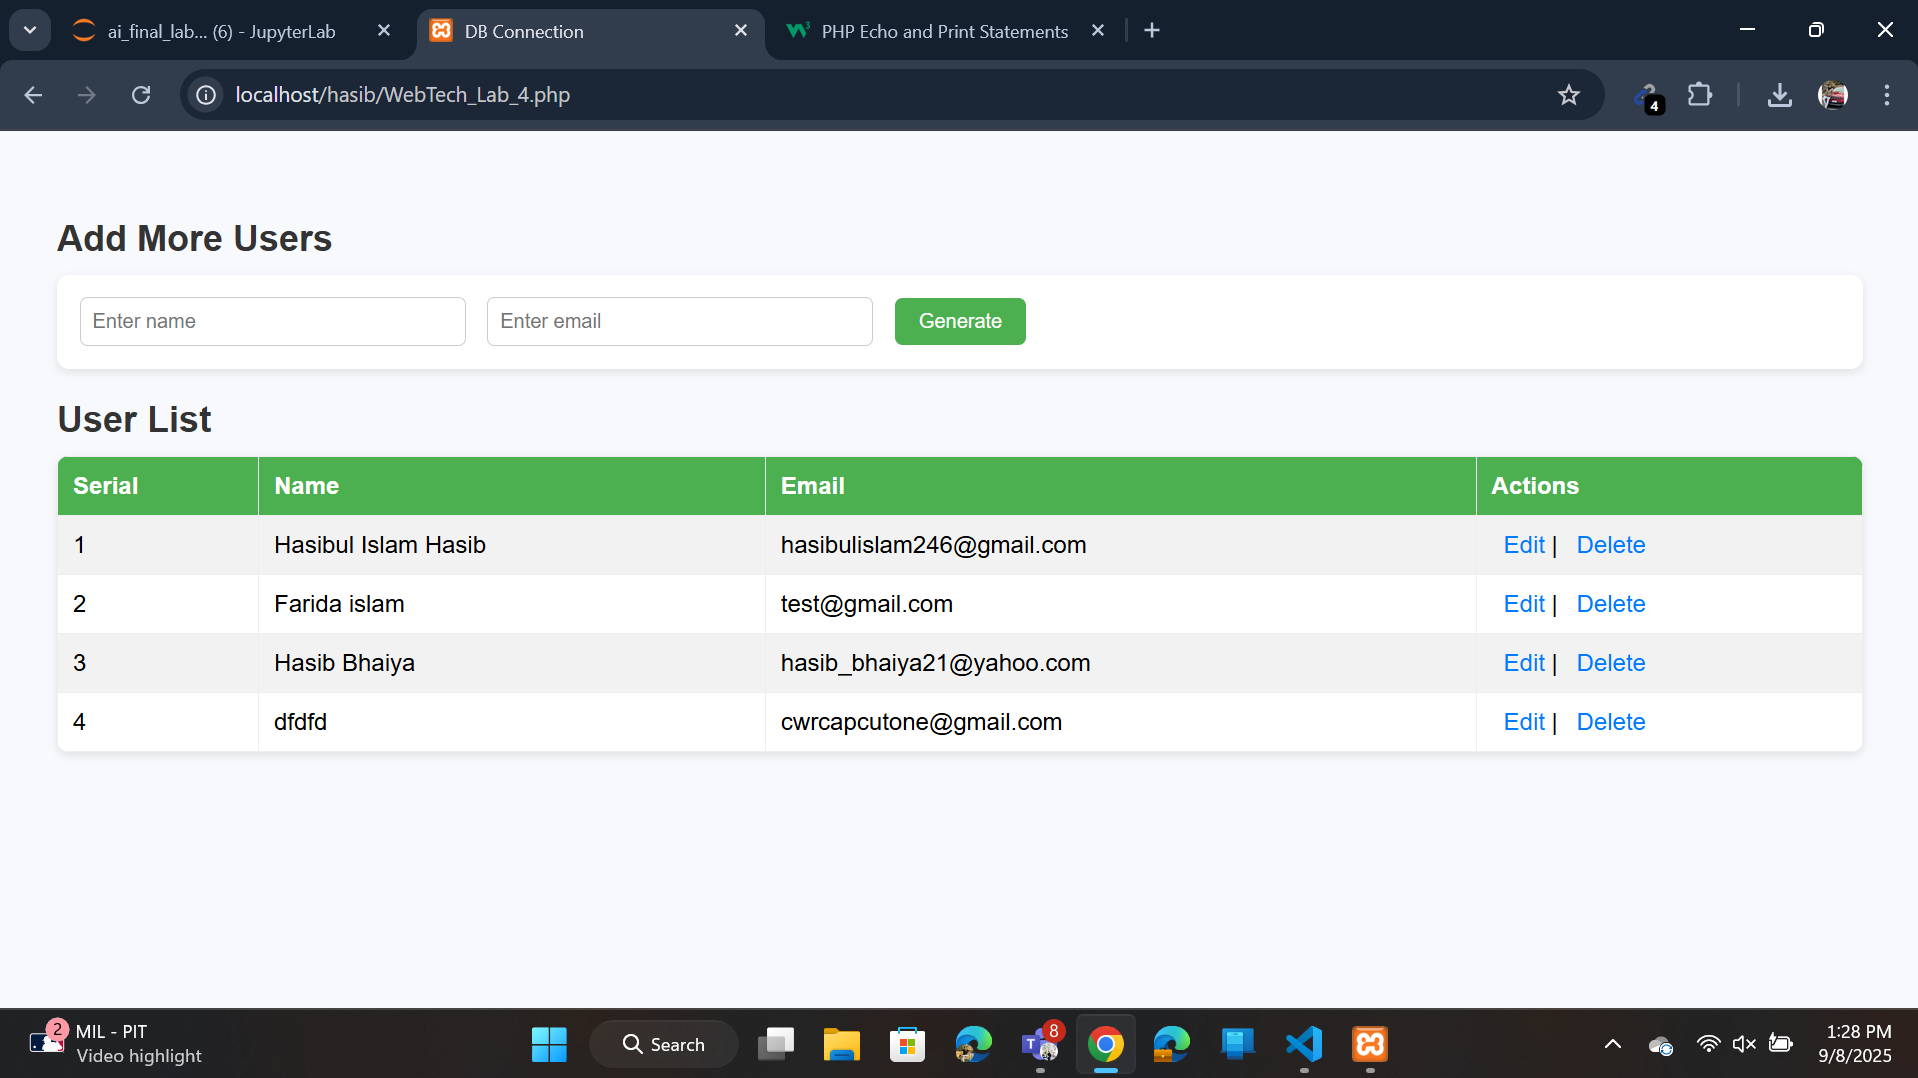 ai_final_lab... (6) - JupyterLab
DB Connection
PHP Echo and Print Statements
localhost/hasib/WebTech_Lab_4.php
4
Add More Users
Enter name
Enter email
Generate
User List
Serial Name Email Actions
1 Hasibul Islam Hasib hasibulislam246@gmail.com Edit | Delete
2 Farida islam test@gmail.com Edit | Delete
3 Hasib Bhaiya hasib_bhaiya21@yahoo.com Edit | Delete
4 dfdfd cwrcapcutone@gmail.com Edit | Delete
2
MIL - PIT
Video highlight
Search
8
1:28 PM
9/8/2025